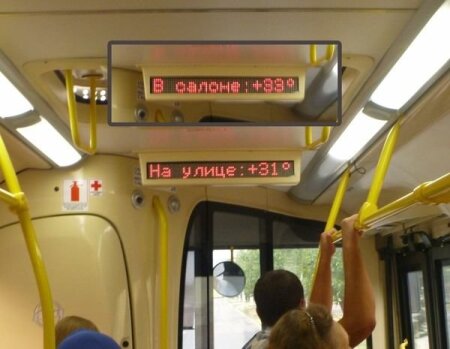 В салоне:+33°
На улице:+31°